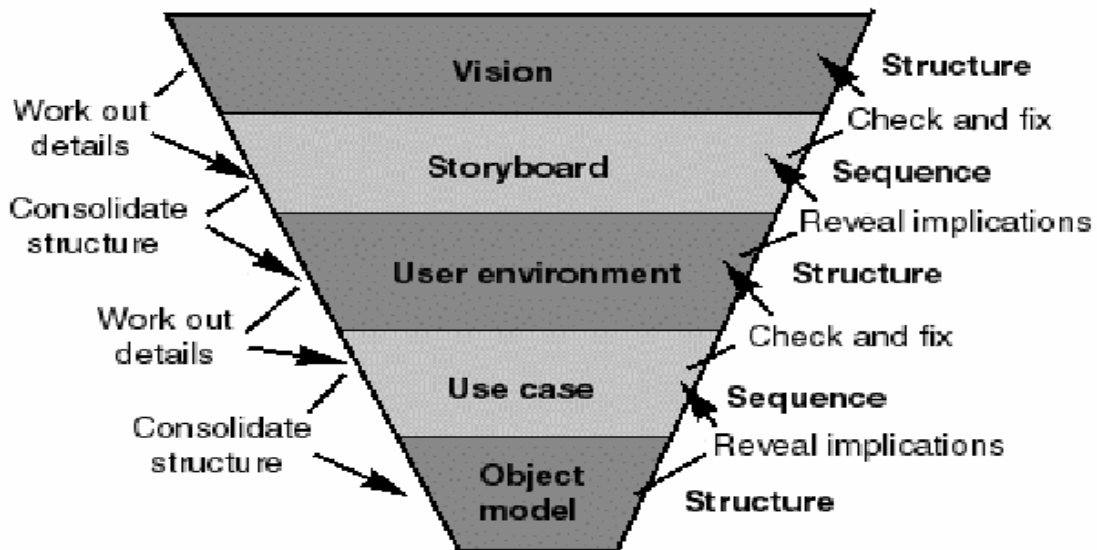 Vision
Structure
Work out
details
Check and fix
Storyboard
Sequence
Consolidate
structure
Reveal implications
User environment
Structure
Work out
details
Check and fix
Use case
Sequence
Consolidate
structure
Reveal implications
Object
model
Structure